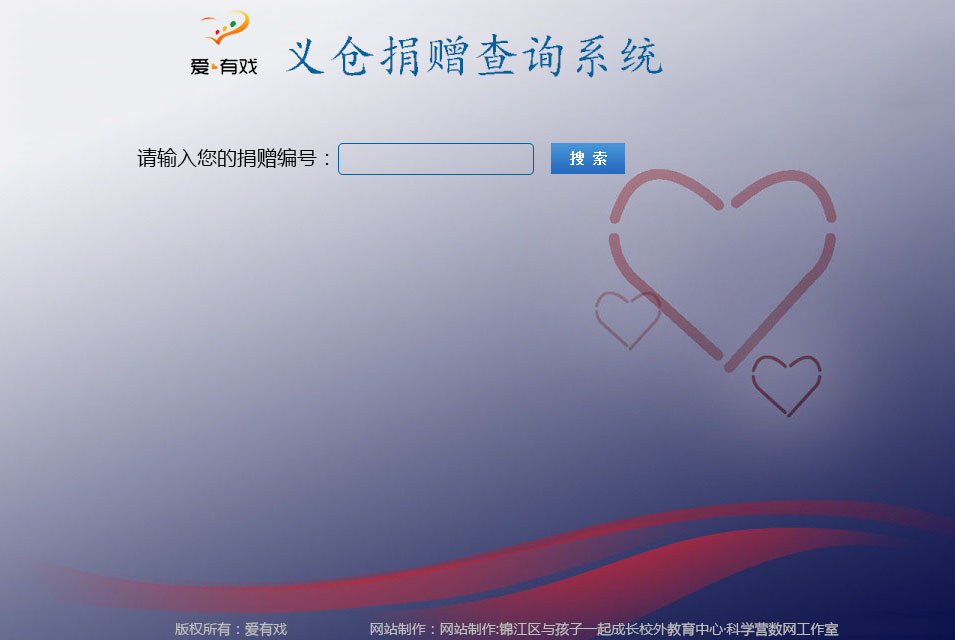 爱·有戏
义仓捐赠查询系统
请输入您的捐赠编号：
搜 索
版权所有：爱有戏
网站制作：网站制作:锦江区与孩子一起成长校外教育中心·科学营数网工作室